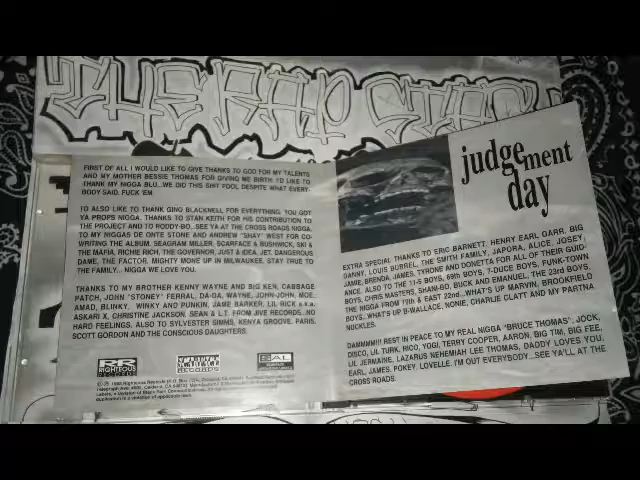 THE RAP STAR
FIRST OF ALL I WOULD LIKE TO GIVE THANKS TO GOD FOR MY TALENTS
AND MY MOTHER BESSIE THOMAS FOR GIVING ME BIRTH. I'D LIKE TO
THANK MY NIGGA BLU...WE DID THIS SHIT FOOL DESPITE WHAT EVERY-
BODY SAID. FUCK 'EM
I'D ALSO LIKE TO THANK GINO BLACKNELL FOR EVERYTHING, YOU GOT
YA PROPS NIGGA. THANKS TO STAN KEITH FOR HIS CONTRIBUTION TO
THE PROJECT AND TO RODDY-BO...SEE YA AT THE CROSS ROADS NIGGA.
TO MY NIGGAS DE ONTE STONE AND ANDREW "SHAY" WEST FOR CO-
WRITING THE ALBUM. SEAGRAM MILLER, SCARFACE & BUSHWICK, SKI &
THE MAFIA, RICHIE RICH, THE GOVERNOR, JUST & IDEA, JET, DANGEROUS
DAME, THE FACTOR, MIGHTY MOVE UP IN MILWAUKEE, STAY TRUE TO
THE FAMILY... NIGGA WE LOVE YOU.
THANKS TO MY BROTHER KENNY WAYNE AND BIG KEN, CABBAGE
PATCH, JOHN "STONEY" FERRAL, DA-DA, WAYNE, JOHN-JOHN, MOE,
AMAD, BLINKY, WINKY AND PUNKIN, JAME BARKER, LIL RICK a.k.a.
ASKARI X, CHRISTINE JACKSON, SEAN & I.T. FROM JIVE RECORDS...NO
HARD FEELINGS. ALSO TO SYLVESTER SIMMS, KENYA GROOVE, PARIS,
SCOTT GORDON AND THE CONSCIOUS DAUGHTERS.
RR
RIGHTEOUS
RECORDS
SCIENCE
REAL
judgement
day
EXTRA SPECIAL THANKS TO ERIC BARNETT, HENRY EARL GARR, BIG
DANNY, LOUIS BURREL, THE SMITH FAMILY, JAPORA, ALICE, JOSEY,
JAMIE, BRENDA, JAMES, TYRONE AND DONETTA FOR ALL OF THEIR GUID-
ANCE. ALSO TO THE 11-5 BOYS, 69th BOYS, 7-DUCE BOYS, FUNK-TOWN
BOYS, CHRIS MASTERS, SHANI-BO, BUCK AND EMANUEL, THE 23rd BOYS,
THE NIGGA FROM 19th & EAST 22nd...WHAT'S UP MARVIN, BROOKFIELD
BOYS, WHAT'S UP B-WALLACE, NONE, CHARLIE CLATT AND MY PARTNA
NUCKLES.
DAMMMM!!! REST IN PEACE TO MY REAL NIGGA "BRUCE THOMAS", JOCK,
DISCO, LIL TURK, RICO, YOGI, TERRY COOPER, AARON, BIG TIM, BIG FEE,
LIL JERMAINE, LAZARUS NEHEMIAH LEE THOMAS, DADDY LOVES YOU.
EARL, JAMES, POKEY, LOVELLE. I'M OUT EVERYBODY...SEE YA'LL AT THE
CROSS ROADS.